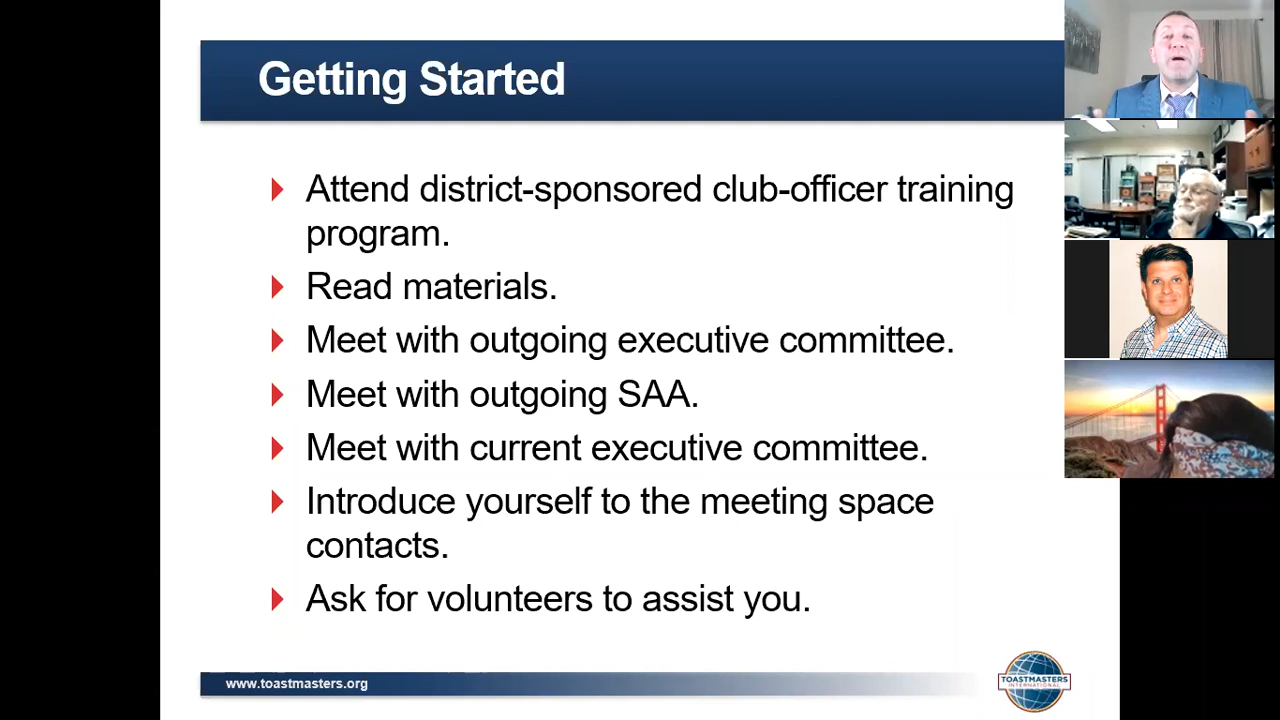 Getting Started
Attend district-sponsored club-officer training
program.
Read materials.
Meet with outgoing executive committee.
Meet with outgoing SAA.
Meet with current executive committee.
Introduce yourself to the meeting space
contacts.
Ask for volunteers to assist you.
www.toastmasters.org
TOASTMASTERS
INTERNATIONAL